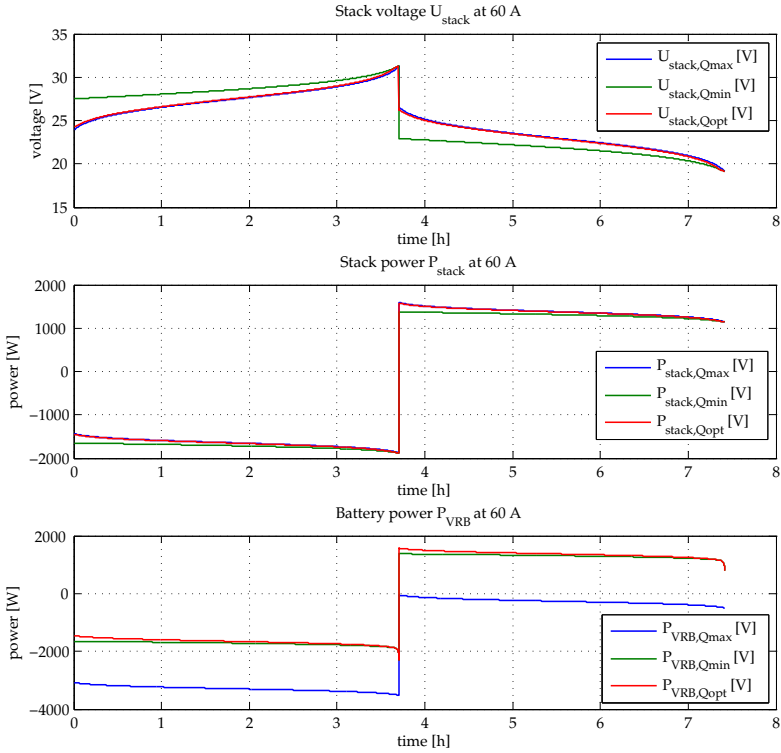 Stack voltage U_stack at 60 A
35
30
25
20
15
voltage [V]
U_stack,Qmax [V]
U_stack,Qmin [V]
U_stack,Qopt [V]
0 1 2 3 4 5 6 7 8
time [h]
Stack power P_stack at 60 A
2000
1000
0
−1000
−2000
power [W]
P_stack,Qmax [V]
P_stack,Qmin [V]
P_stack,Qopt [V]
0 1 2 3 4 5 6 7 8
time [h]
Battery power P_VRB at 60 A
2000
0
−2000
−4000
power [W]
P_VRB,Qmax [V]
P_VRB,Qmin [V]
P_VRB,Qopt [V]
0 1 2 3 4 5 6 7 8
time [h]